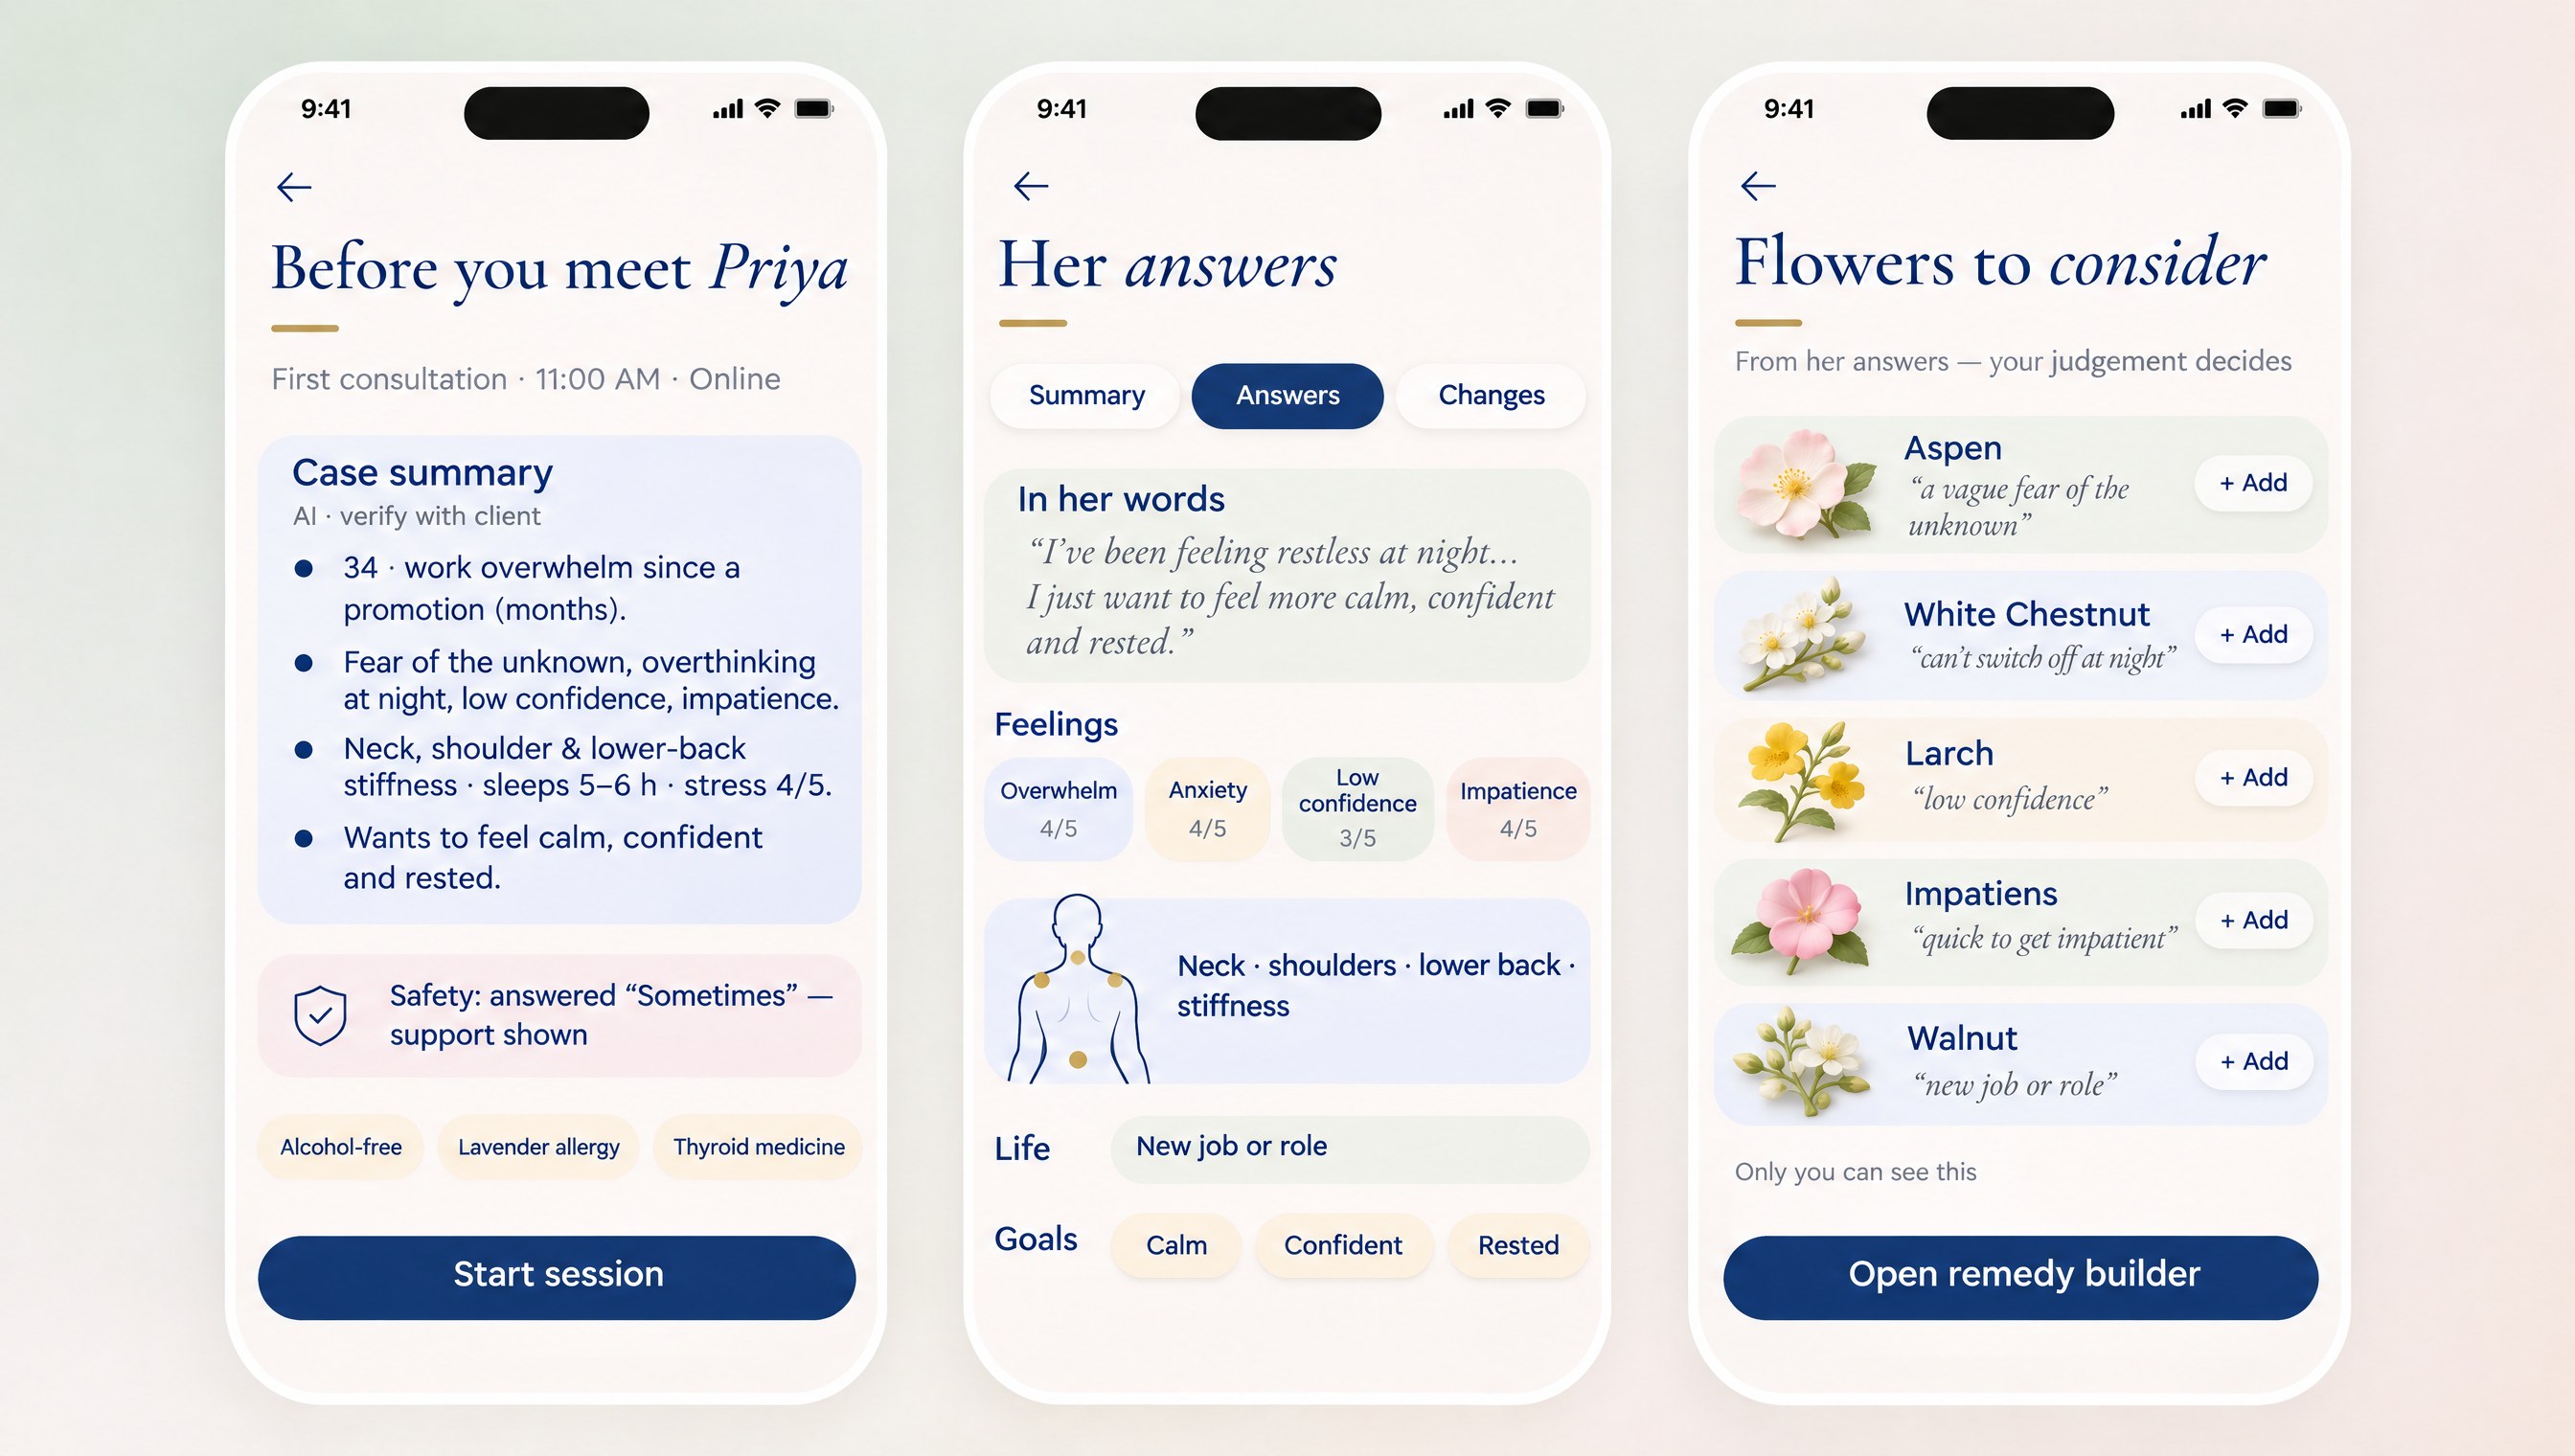 9:41
Before you meet Priya
First consultation · 11:00 AM · Online
Case summary
AI · verify with client
34 · work overwhelm since a
promotion (months).
Fear of the unknown, overthinking
at night, low confidence, impatience.
Neck, shoulder & lower-back
stiffness · sleeps 5–6 h · stress 4/5.
Wants to feel calm, confident
and rested.
Safety: answered “Sometimes” —
support shown
Alcohol-free
Lavender allergy
Thyroid medicine
Start session
9:41
Her answers
Summary
Answers
Changes
In her words
“I’ve been feeling restless at night...
I just want to feel more calm, confident
and rested.”
Feelings
Overwhelm
4/5
Anxiety
4/5
Low
confidence
3/5
Impatience
4/5
Neck · shoulders · lower back ·
stiffness
Life
New job or role
Goals
Calm
Confident
Rested
9:41
Flowers to consider
From her answers — your judgement decides
Aspen
“a vague fear of the
unknown”
+ Add
White Chestnut
“can’t switch off at night”
+ Add
Larch
“low confidence”
+ Add
Impatiens
“quick to get impatient”
+ Add
Walnut
“new job or role”
+ Add
Only you can see this
Open remedy builder